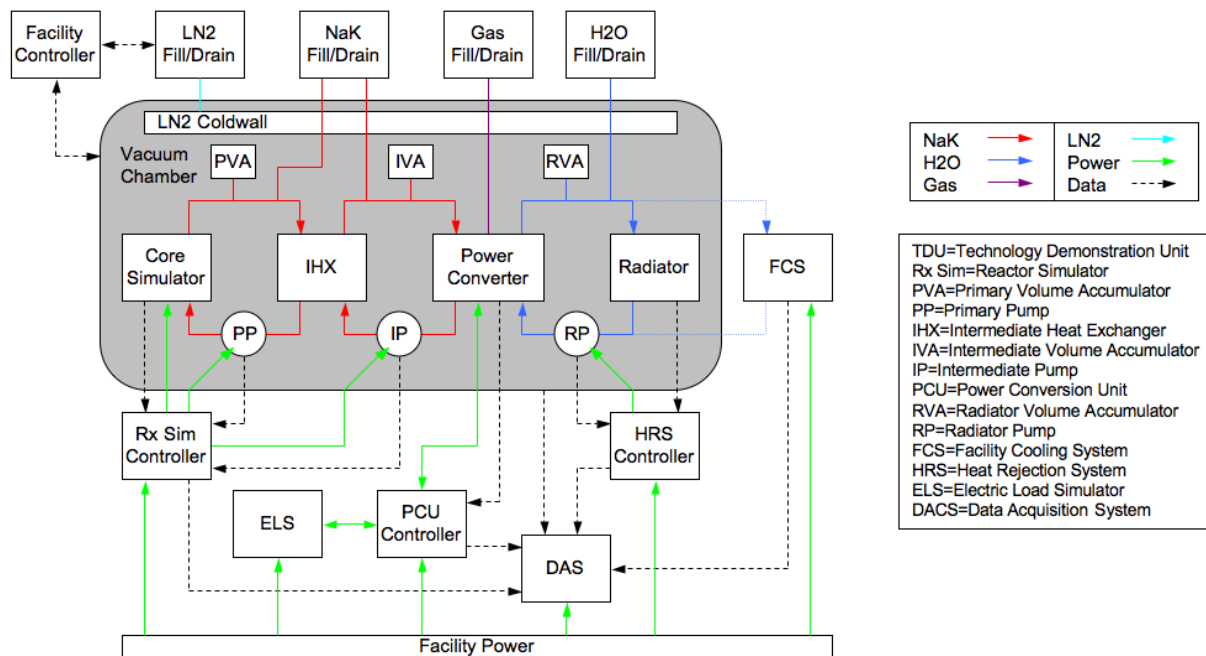 Facility
Controller
LN2
Fill/Drain
NaK
Fill/Drain
Gas
Fill/Drain
H2O
Fill/Drain
LN2 Coldwall
Vacuum
Chamber
PVA
IVA
RVA
Core
Simulator
IHX
Power
Converter
Radiator
FCS
PP
IP
RP
Rx Sim
Controller
HRS
Controller
ELS
PCU
Controller
DAS
Facility Power
NaK
H2O
Gas
LN2
Power
Data
TDU=Technology Demonstration Unit
Rx Sim=Reactor Simulator
PVA=Primary Volume Accumulator
PP=Primary Pump
IHX=Intermediate Heat Exchanger
IVA=Intermediate Volume Accumulator
IP=Intermediate Pump
PCU=Power Conversion Unit
RVA=Radiator Volume Accumulator
RP=Radiator Pump
FCS=Facility Cooling System
HRS=Heat Rejection System
ELS=Electric Load Simulator
DACS=Data Acquisition System